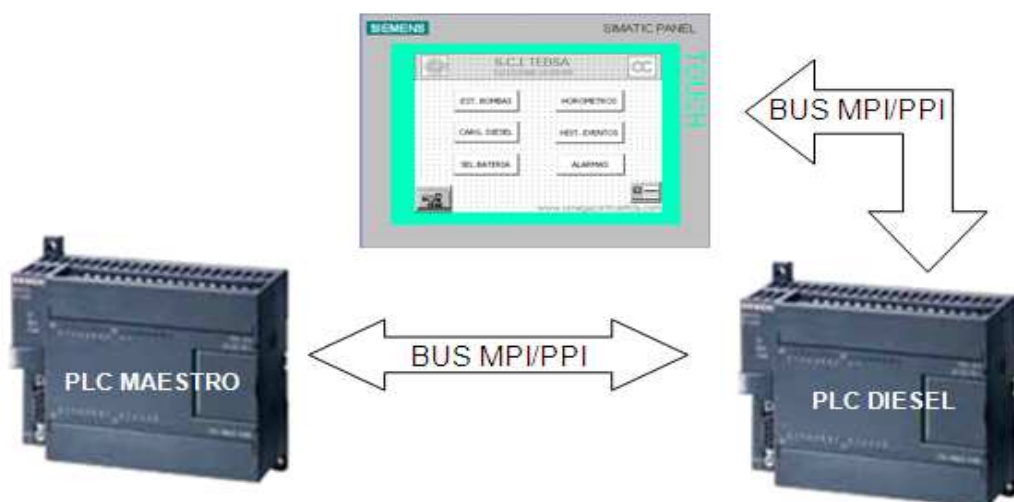 SIEMENS
SIMATIC PANEL
TOUCH
S.C.I TEBSA
EST. BOMBAS
HOROMETROS
CARG. DIESEL
HIST. EVENTOS
SEL.BATERIA
ALARMAS
BUS MPI/PPI
BUS MPI/PPI
PLC MAESTRO
PLC DIESEL